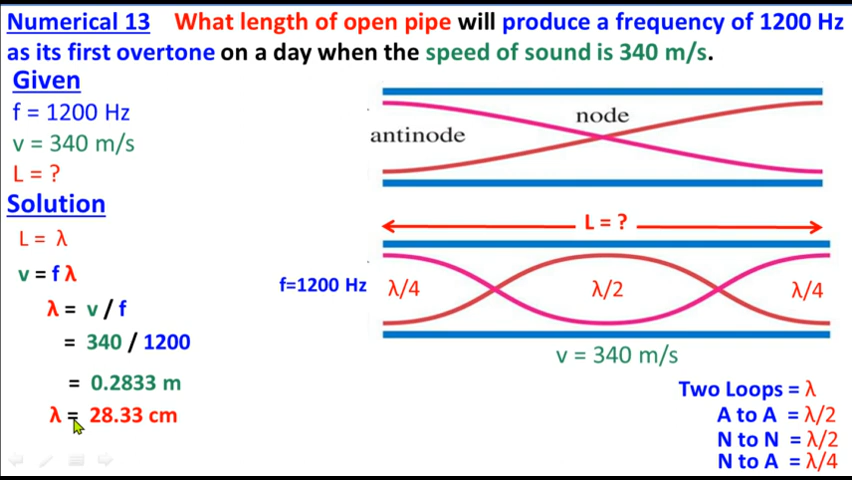 Numerical 13 What length of open pipe will produce a frequency of 1200 Hz
as its first overtone on a day when the speed of sound is 340 m/s.
Given
f = 1200 Hz
v = 340 m/s
L = ?
Solution
L = λ
v = f λ
λ = v / f
= 340 / 1200
= 0.2833 m
λ = 28.33 cm
antinode
node
L = ?
f=1200 Hz
λ/4
λ/2
λ/4
v = 340 m/s
Two Loops = λ
A to A = λ/2
N to N = λ/2
N to A = λ/4